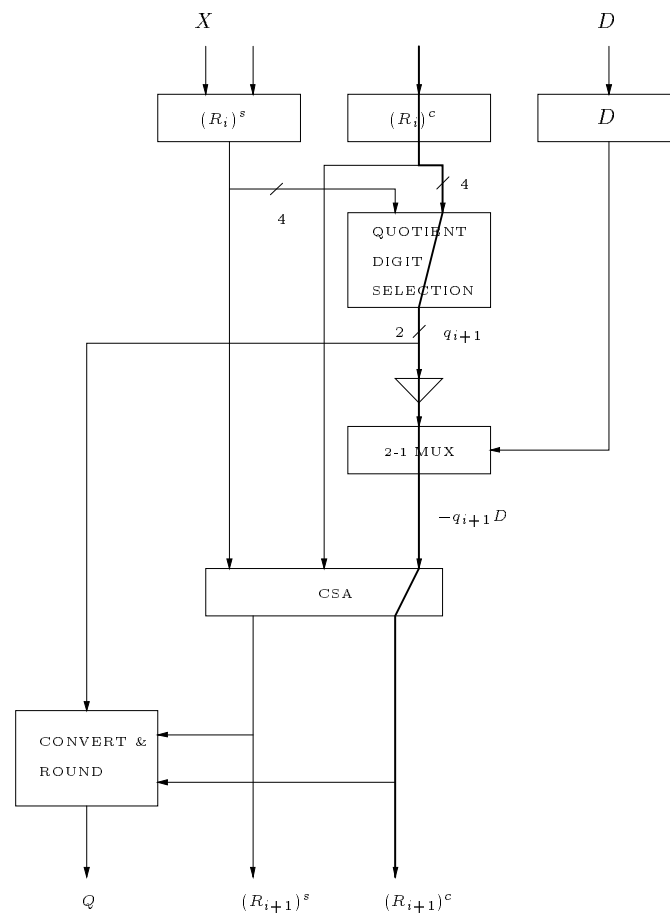 X D
(R_i)^s (R_i)^c D
4
4
QUOTIENT
DIGIT
SELECTION
2 q_{i+1}
2-1 MUX
−q_{i+1}D
CSA
CONVERT &
ROUND
Q (R_{i+1})^s (R_{i+1})^c